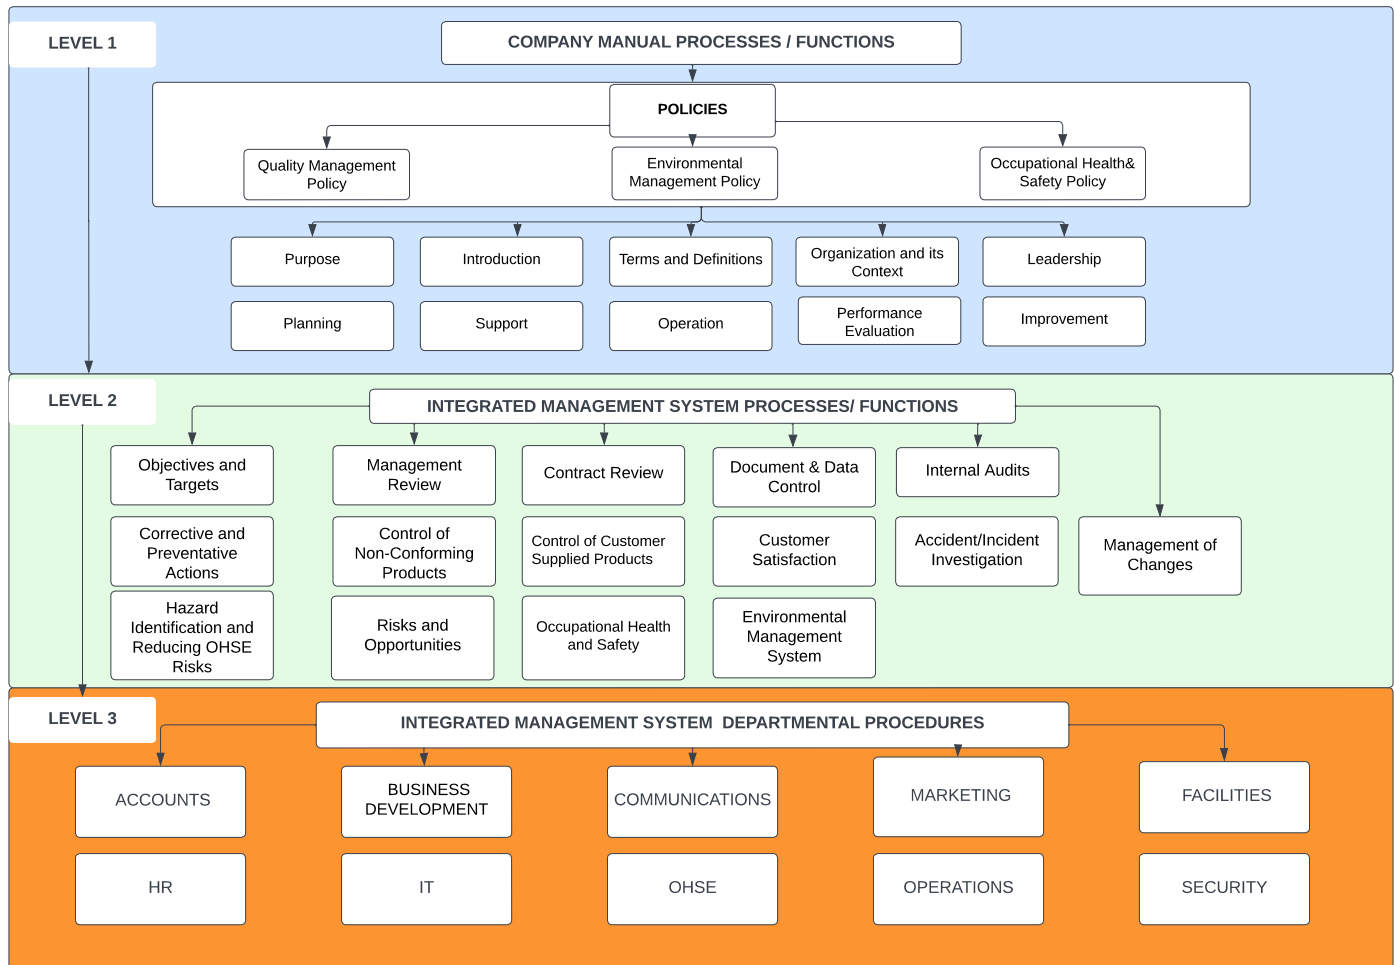 LEVEL 1
COMPANY MANUAL PROCESSES / FUNCTIONS
POLICIES
Quality Management
Policy
Environmental
Management Policy
Occupational Health&
Safety Policy
Purpose
Introduction
Terms and Definitions
Organization and its
Context
Leadership
Planning
Support
Operation
Performance
Evaluation
Improvement
LEVEL 2
INTEGRATED MANAGEMENT SYSTEM PROCESSES/ FUNCTIONS
Objectives and
Targets
Management
Review
Contract Review
Document & Data
Control
Internal Audits
Corrective and
Preventative
Actions
Control of
Non-Conforming
Products
Control of Customer
Supplied Products
Customer
Satisfaction
Accident/Incident
Investigation
Management of
Changes
Hazard
Identification and
Reducing OHSE
Risks
Risks and
Opportunities
Occupational Health
and Safety
Environmental
Management
System
LEVEL 3
INTEGRATED MANAGEMENT SYSTEM  DEPARTMENTAL PROCEDURES
ACCOUNTS
BUSINESS
DEVELOPMENT
COMMUNICATIONS
MARKETING
FACILITIES
HR
IT
OHSE
OPERATIONS
SECURITY